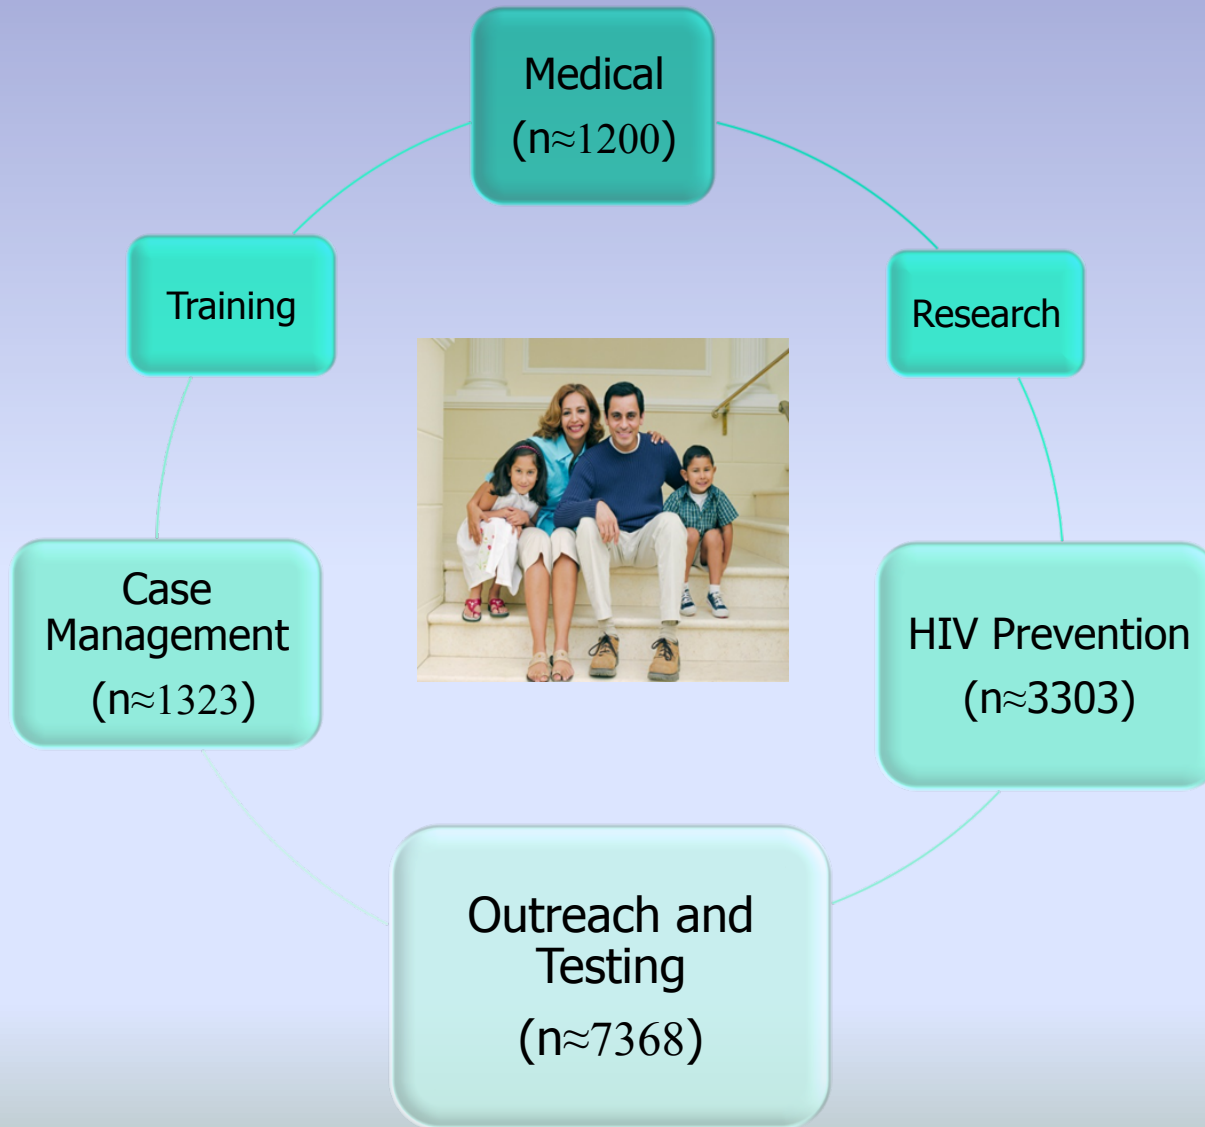 Medical
(n≈1200)
Training
Research
Case
Management
(n≈1323)
HIV Prevention
(n≈3303)
Outreach and
Testing
(n≈7368)